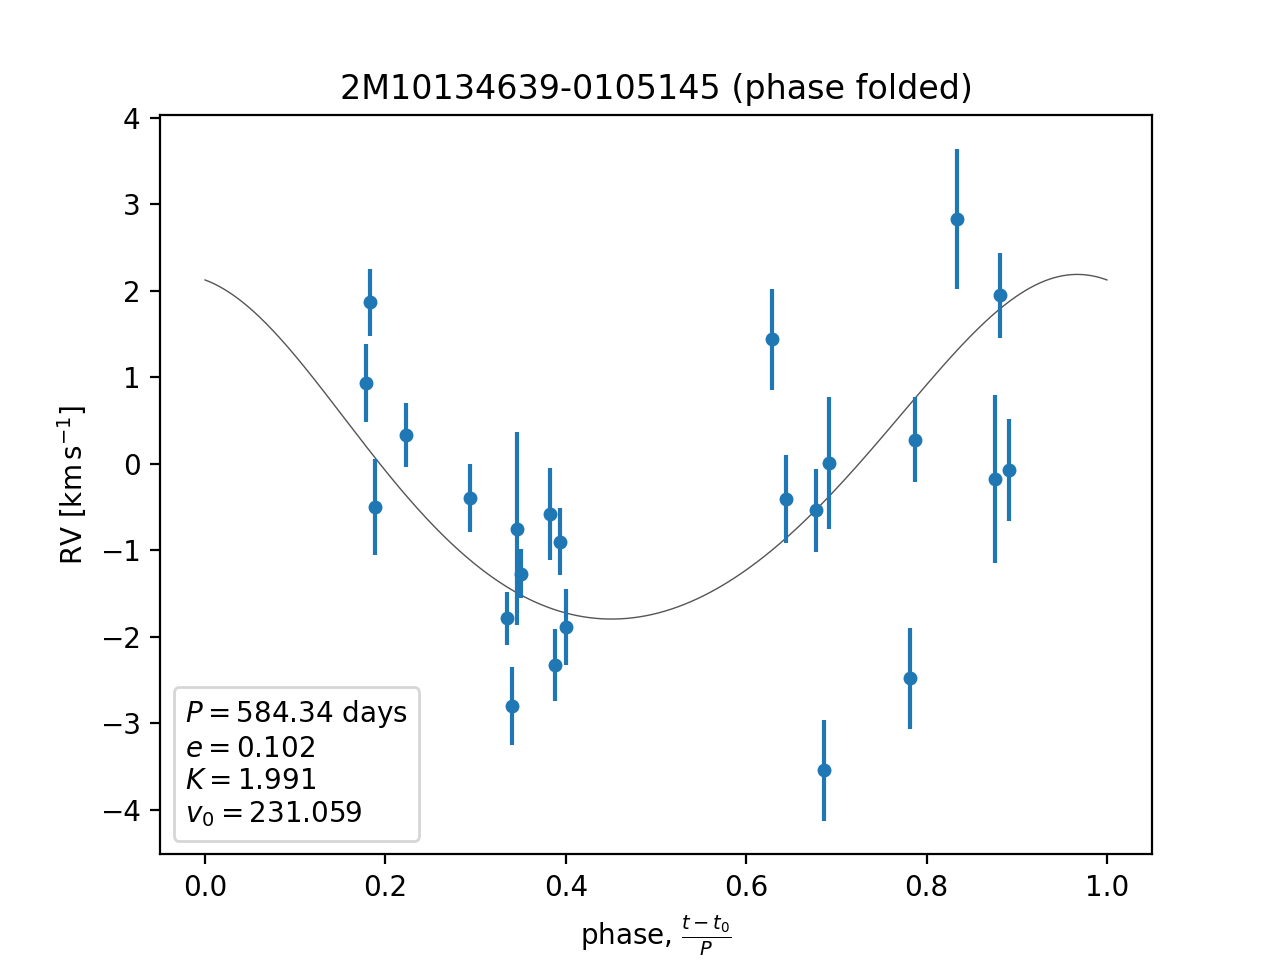 2M10134639-0105145 (phase folded)
4
3
2
1
0
−1
−2
−3
−4
RV [km s⁻¹]
P = 584.34 days
e = 0.102
K = 1.991
v₀ = 231.059
0.0 0.2 0.4 0.6 0.8 1.0
phase, (t − t₀)/P